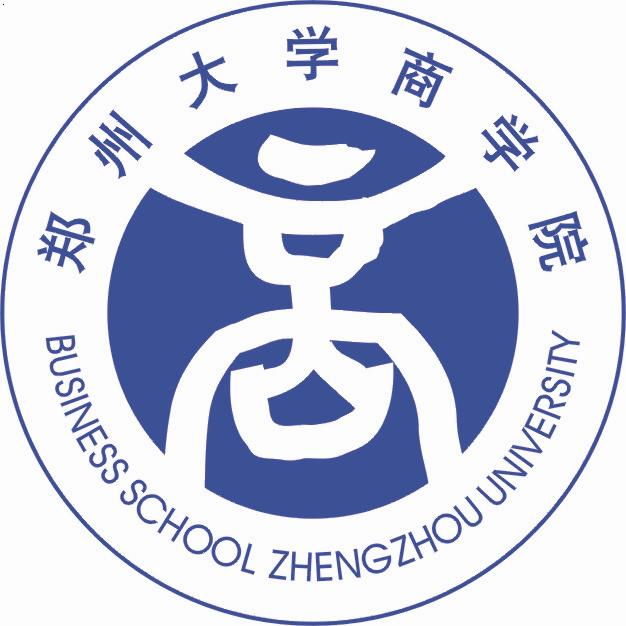 郑州大学商学院
BUSINESS SCHOOL ZHENGZHOU UNIVERSITY